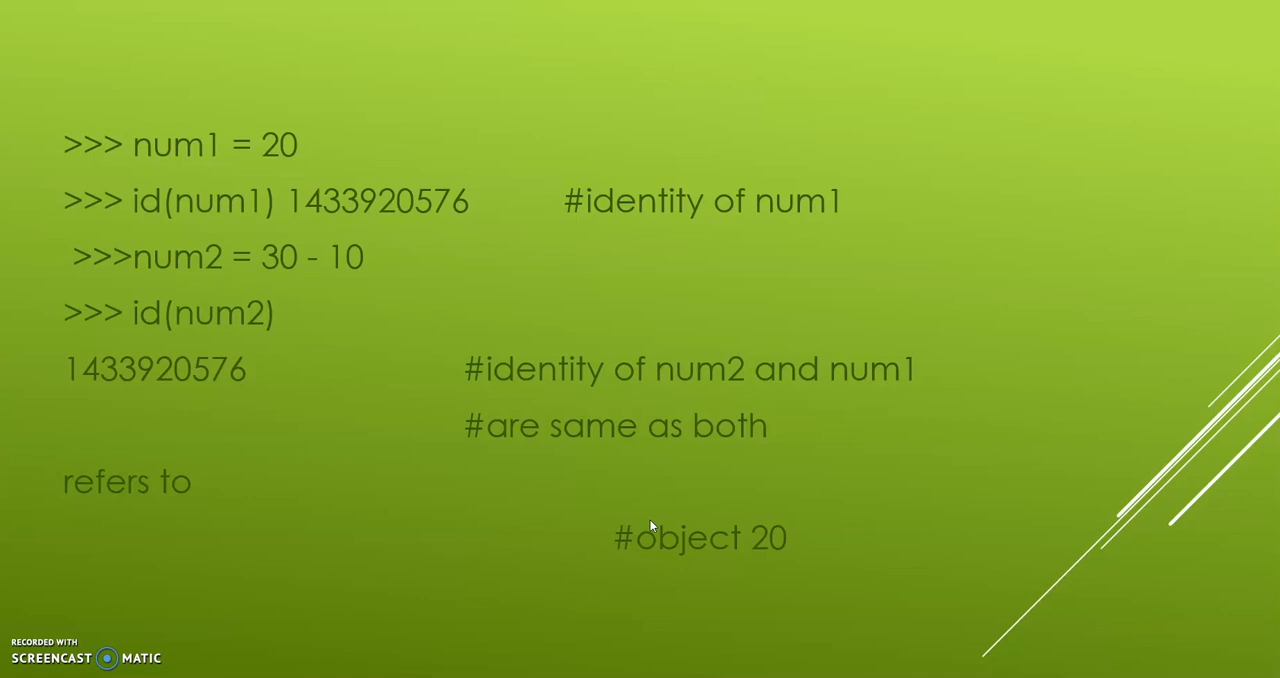 >>> num1 = 20
>>> id(num1) 1433920576 #identity of num1
>>>num2 = 30 - 10
>>> id(num2)
1433920576 #identity of num2 and num1
#are same as both
refers to
#object 20
RECORDED WITH
SCREENCAST MATIC